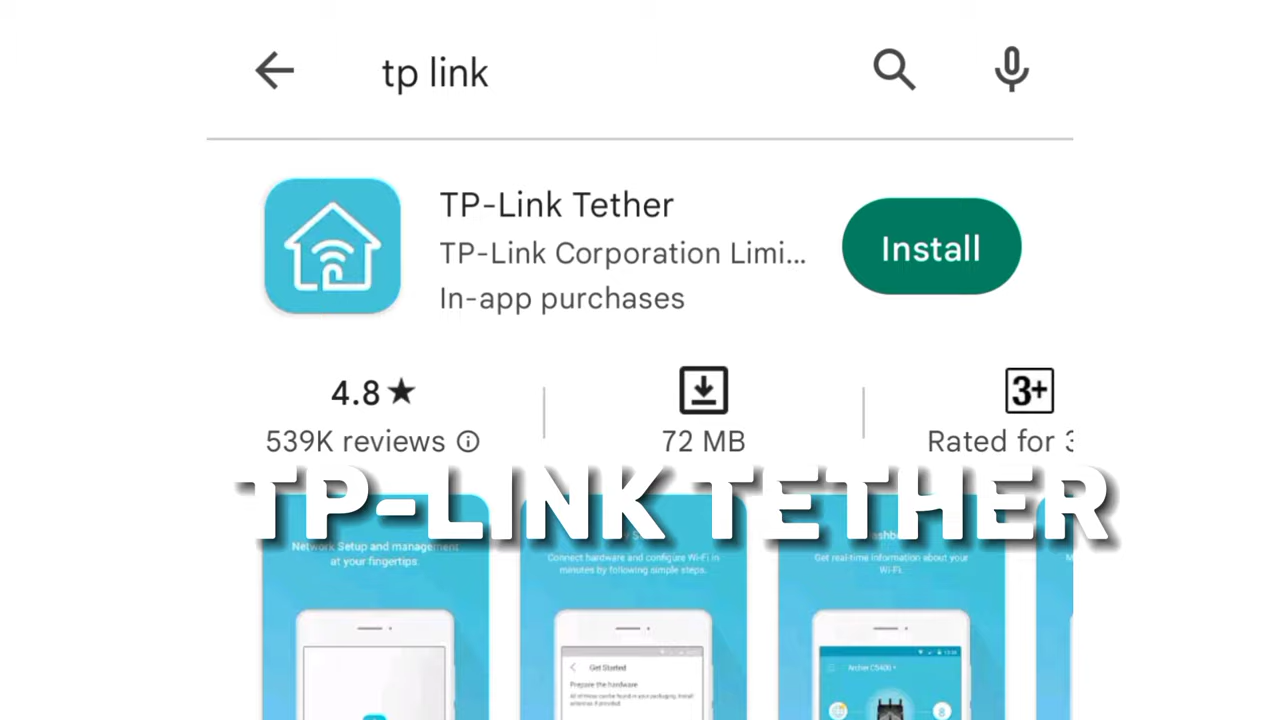 tp link
TP-Link Tether
TP-Link Corporation Limi...
Install
In-app purchases
4.8★
539K reviews
72 MB
3+
Rated for 3
TP-LINK TETHER
Network Setup and management
at your fingertips
Connect hardware and configure Wi-Fi in
minutes by following simple steps.
Get real-time information about your
Wi-Fi.
Get Started
Prepare the hardware
Archer C5400
8